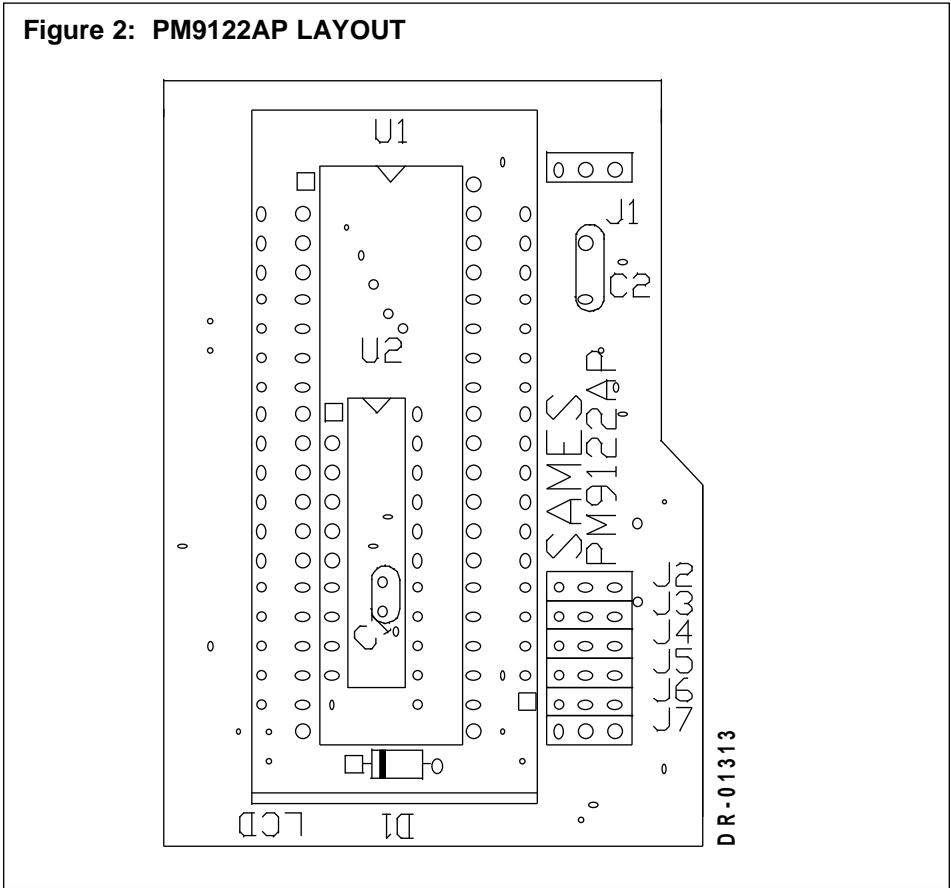 Figure 2: PM9122AP LAYOUT
U1
J1
C2
U2
SAMES
PM9122AP
C1
J2
J3
J4
J5
J6
J7
LCD
D1
DR-01313